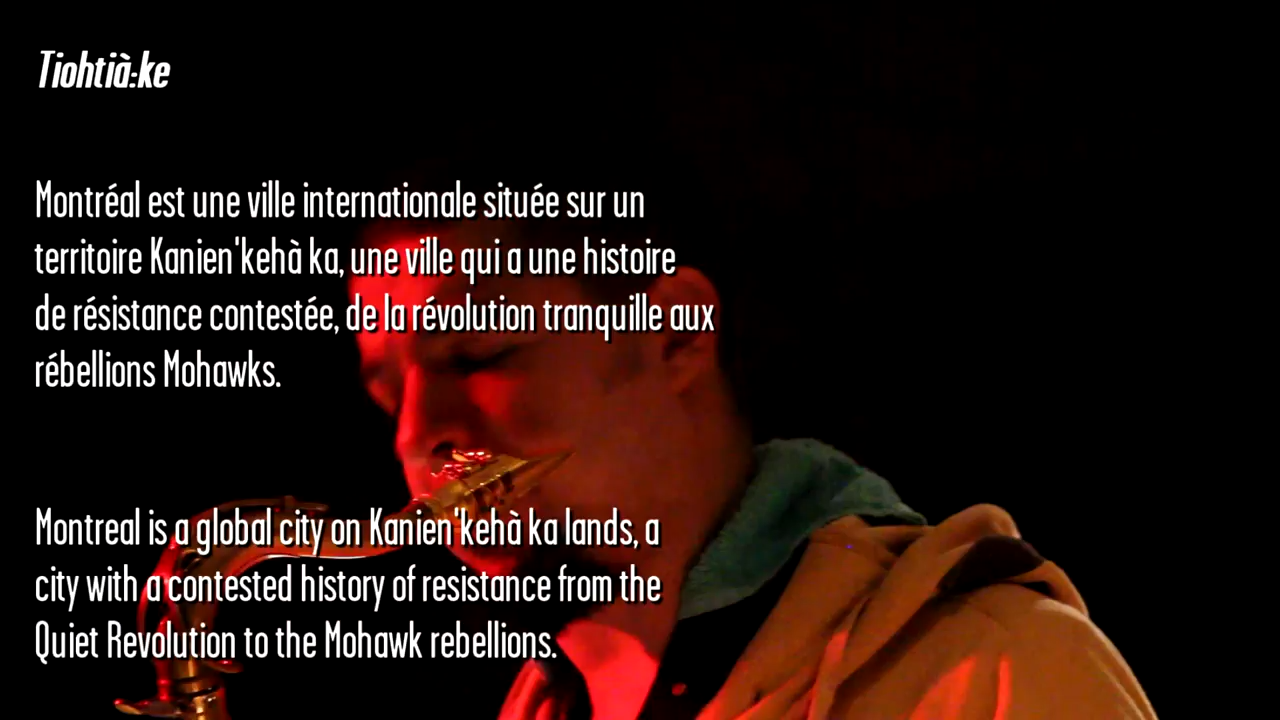 Tiohtià:ke
Montréal est une ville internationale située sur un
territoire Kanien'kehà ka, une ville qui a une histoire
de résistance contestée, de la révolution tranquille aux
rébellions Mohawks.
Montreal is a global city on Kanien'kehà ka lands, a
city with a contested history of resistance from the
Quiet Revolution to the Mohawk rebellions.